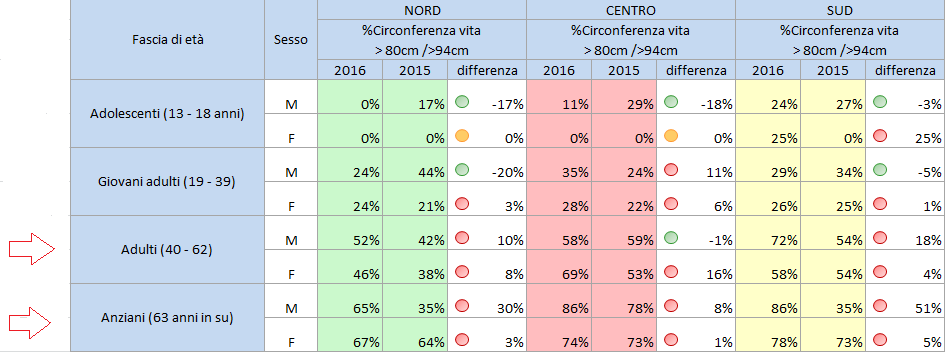 NORD CENTRO SUD
Fascia di età Sesso %Circonferenza vita %Circonferenza vita %Circonferenza vita
> 80cm />94cm > 80cm />94cm > 80cm />94cm
2016 2015 differenza 2016 2015 differenza 2016 2015 differenza
Adolescenti (13 - 18 anni) M 0% 17% -17% 11% 29% -18% 24% 27% -3%
F 0% 0% 0% 0% 0% 0% 25% 0% 25%
Giovani adulti (19 - 39) M 24% 44% -20% 35% 24% 11% 29% 34% -5%
F 24% 21% 3% 28% 22% 6% 26% 25% 1%
Adulti (40 - 62) M 52% 42% 10% 58% 59% -1% 72% 54% 18%
F 46% 38% 8% 69% 53% 16% 58% 54% 4%
Anziani (63 anni in su) M 65% 35% 30% 86% 78% 8% 86% 35% 51%
F 67% 64% 3% 74% 73% 1% 78% 73% 5%